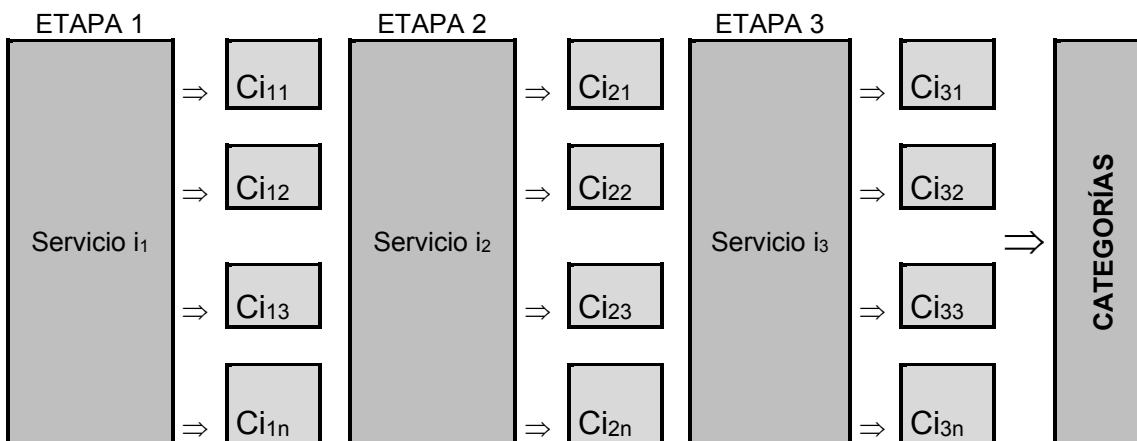 ETAPA 1 ETAPA 2 ETAPA 3
⇒ Ci11 ⇒ Ci21 ⇒ Ci31
⇒ Ci12 ⇒ Ci22 ⇒ Ci32
Servicio i1 Servicio i2 Servicio i3 ⇒ CATEGORÍAS
⇒ Ci13 ⇒ Ci23 ⇒ Ci33
⇒ Ci1n ⇒ Ci2n ⇒ Ci3n